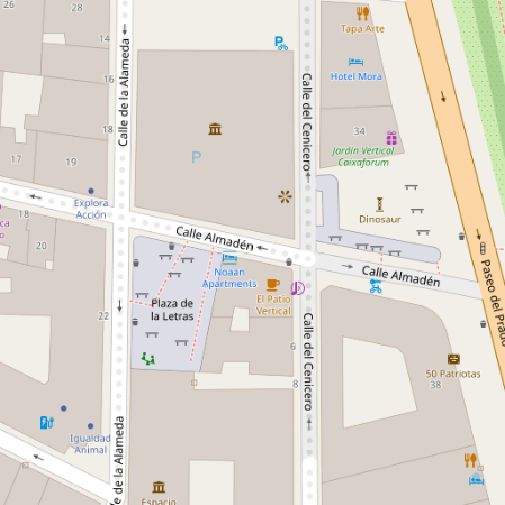 26
28
14
Tapa Arte
Calle de la Alameda
16
Hotel Mora
Calle del Cenicero
18
P
34
17
19
Jardín Vertical
Caixaforum
Explora
Acción
18
20
Dinosaur
Calle Almadén
Noaan
Apartments
Calle Almadén
Paseo del Prado
22
Plaza de
la Letras
El Patio
Vertical
Calle del Cenicero
6
8
50 Patriotas
38
Igualdad
Animal
e de la Alameda
Espacio